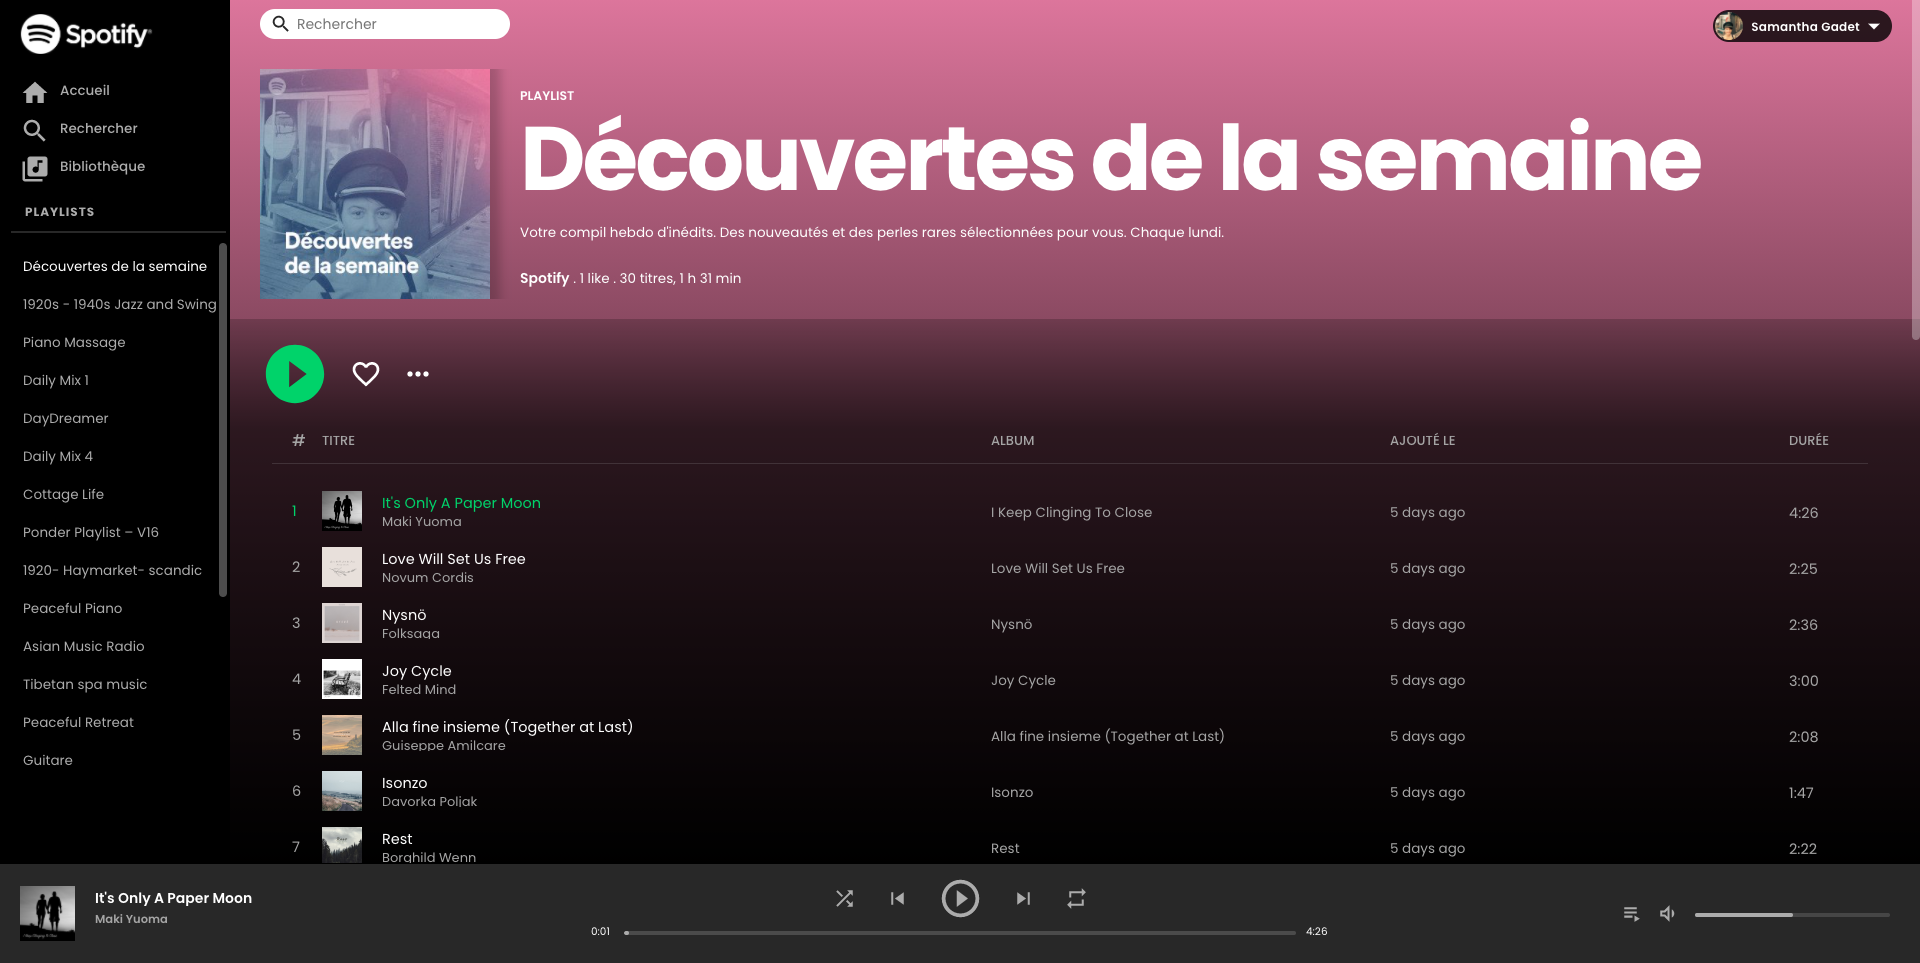 Spotify
Accueil
Rechercher
Bibliothèque
PLAYLISTS
Découvertes de la semaine
1920s - 1940s Jazz and Swing
Piano Massage
Daily Mix 1
DayDreamer
Daily Mix 4
Cottage Life
Ponder Playlist – V16
1920- Haymarket- scandic
Peaceful Piano
Asian Music Radio
Tibetan spa music
Peaceful Retreat
Guitare
Rechercher
Samantha Gadet
Découvertes
de la semaine
PLAYLIST
Découvertes de la semaine
Votre compil hebdo d'inédits. Des nouveautés et des perles rares sélectionnées pour vous. Chaque lundi.
Spotify . 1 like . 30 titres, 1 h 31 min
# TITRE ALBUM AJOUTÉ LE DURÉE
1 It's Only A Paper Moon
Maki Yuoma
I Keep Clinging To Close 5 days ago 4:26
2 Love Will Set Us Free
Novum Cordis
Love Will Set Us Free 5 days ago 2:25
3 Nysnö
Folksaga
Nysnö 5 days ago 2:36
4 Joy Cycle
Felted Mind
Joy Cycle 5 days ago 3:00
5 Alla fine insieme (Together at Last)
Guiseppe Amilcare
Alla fine insieme (Together at Last) 5 days ago 2:08
6 Isonzo
Davorka Poljak
Isonzo 5 days ago 1:47
7 Rest
Borghild Wenn
Rest 5 days ago 2:22
It's Only A Paper Moon
Maki Yuoma
0:01 4:26